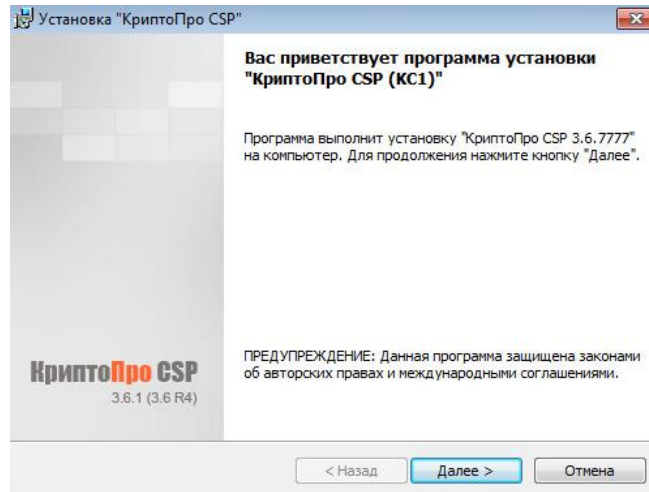 Установка "КриптоПро CSP"
Вас приветствует программа установки
"КриптоПро CSP (KC1)"
Программа выполнит установку "КриптоПро CSP 3.6.7777"
на компьютер. Для продолжения нажмите кнопку "Далее".
ПРЕДУПРЕЖДЕНИЕ: Данная программа защищена законами
об авторских правах и международными соглашениями.
КриптоПро CSP
3.6.1 (3.6 R4)
< Назад
Далее >
Отмена